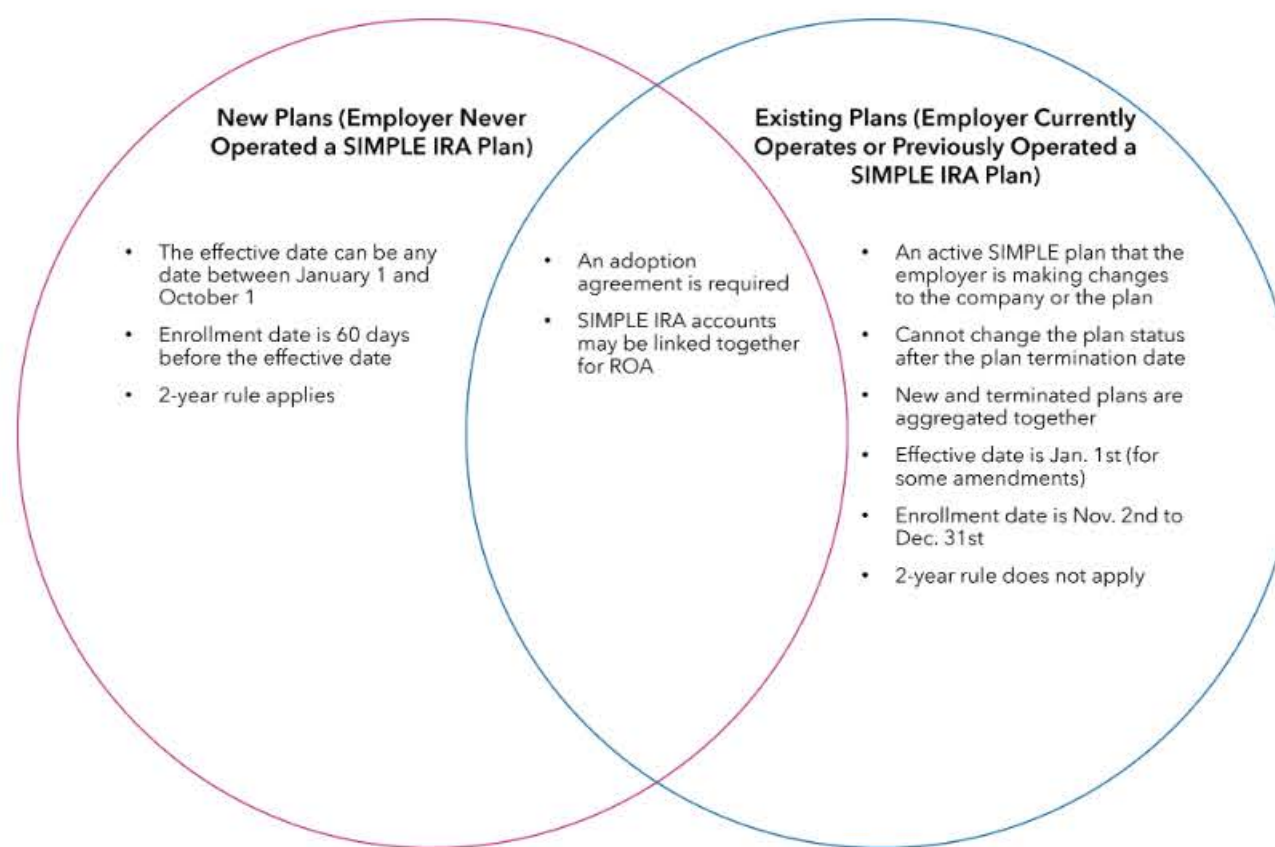 New Plans (Employer Never
Operated a SIMPLE IRA Plan)
• The effective date can be any
date between January 1 and
October 1
• Enrollment date is 60 days
before the effective date
• 2-year rule applies
• An adoption
agreement is required
• SIMPLE IRA accounts
may be linked together
for ROA
Existing Plans (Employer Currently
Operates or Previously Operated a
SIMPLE IRA Plan)
• An active SIMPLE plan that the
employer is making changes
to the company or the plan
• Cannot change the plan status
after the plan termination date
• New and terminated plans are
aggregated together
• Effective date is Jan. 1st (for
some amendments)
• Enrollment date is Nov. 2nd to
Dec. 31st
• 2-year rule does not apply